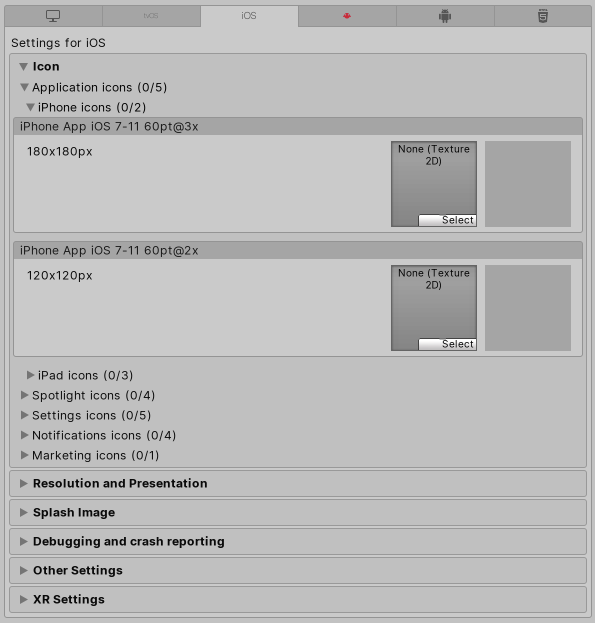 tvOS
iOS
Settings for iOS
Icon
Application icons (0/5)
iPhone icons (0/2)
iPhone App iOS 7-11 60pt@3x
180x180px
None (Texture
2D)
Select
iPhone App iOS 7-11 60pt@2x
120x120px
None (Texture
2D)
Select
iPad icons (0/3)
Spotlight icons (0/4)
Settings icons (0/5)
Notifications icons (0/4)
Marketing icons (0/1)
Resolution and Presentation
Splash Image
Debugging and crash reporting
Other Settings
XR Settings